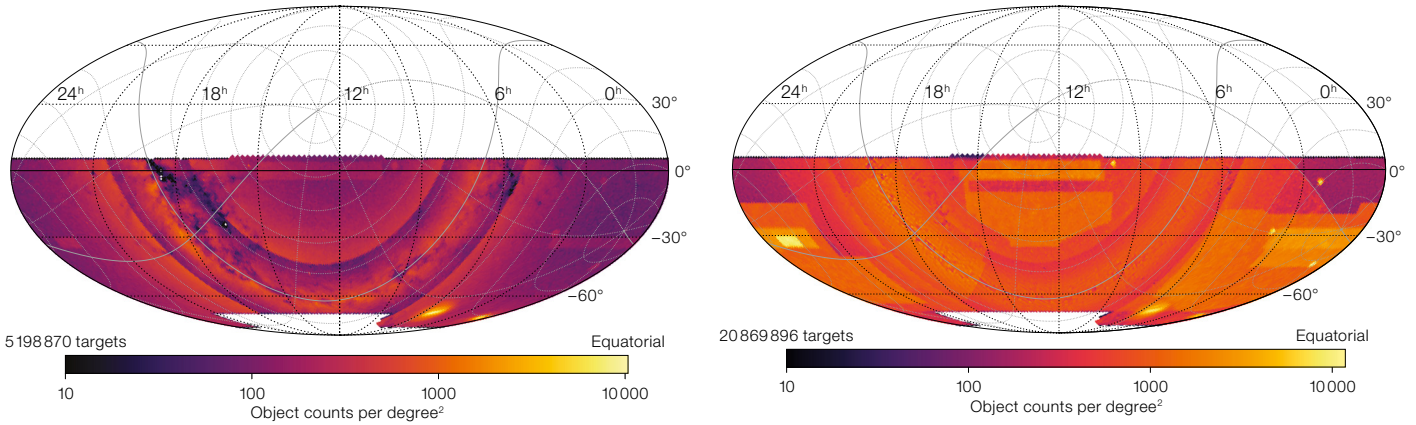 24h 18h 12h 6h 0h
30°
0°
−30°
−60°
5 198 870 targets Equatorial
10 100 1000 10 000
Object counts per degree2
24h 18h 12h 6h 0h
30°
0°
−30°
−60°
20 869 896 targets Equatorial
10 100 1000 10 000
Object counts per degree2